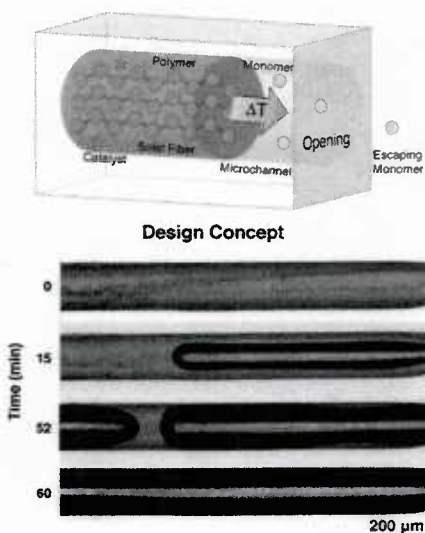 Polymer
Monomer
ΔT
Opening
Catalyst
Solid Fiber
Microchannel
Escaping
Monomer
Design Concept
Time (min)
0
15
52
60
200 μm